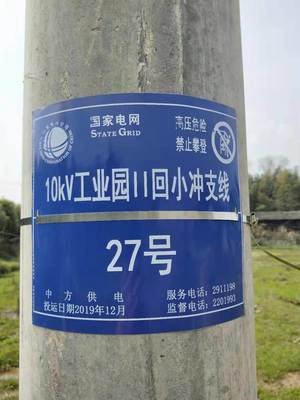 国家电网
STATE GRID
高压危险
禁止攀登
10kV工业园II回小冲支线
27号
中方供电
投运日期2019年12月
服务电话:2911198
监督电话:2201993